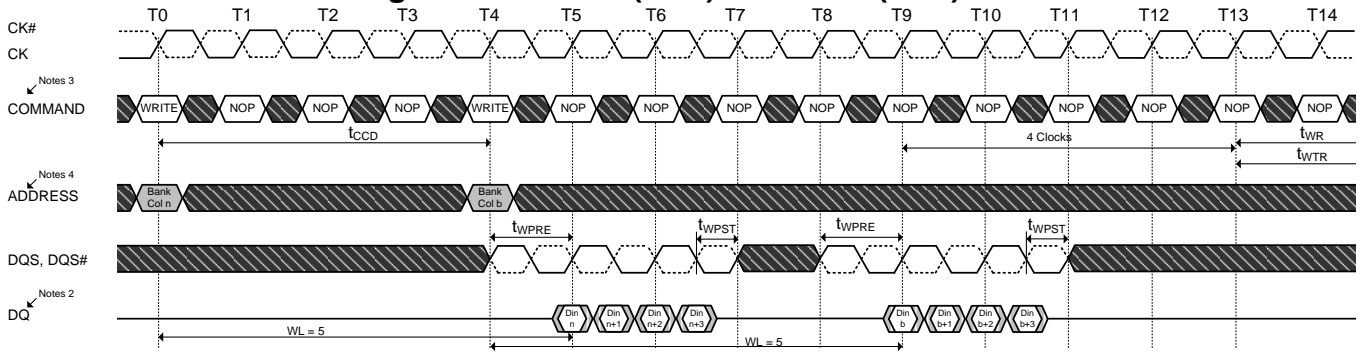 T0 T1 T2 T3 T4 T5 T6 T7 T8 T9 T10 T11 T12 T13 T14
CK#
CK
Notes 3
COMMAND
WRITE NOP NOP NOP WRITE NOP NOP NOP NOP NOP NOP NOP NOP NOP NOP
tCCD
4 Clocks
tWR
tWTR
Notes 4
ADDRESS
Bank Bank
Col n Col b
tWPRE tWPST tWPRE tWPST
DQS, DQS#
Notes 2
DQ
Din Din Din Din Din Din Din Din
n n+1 n+2 n+3 b b+1 b+2 b+3
WL = 5
WL = 5